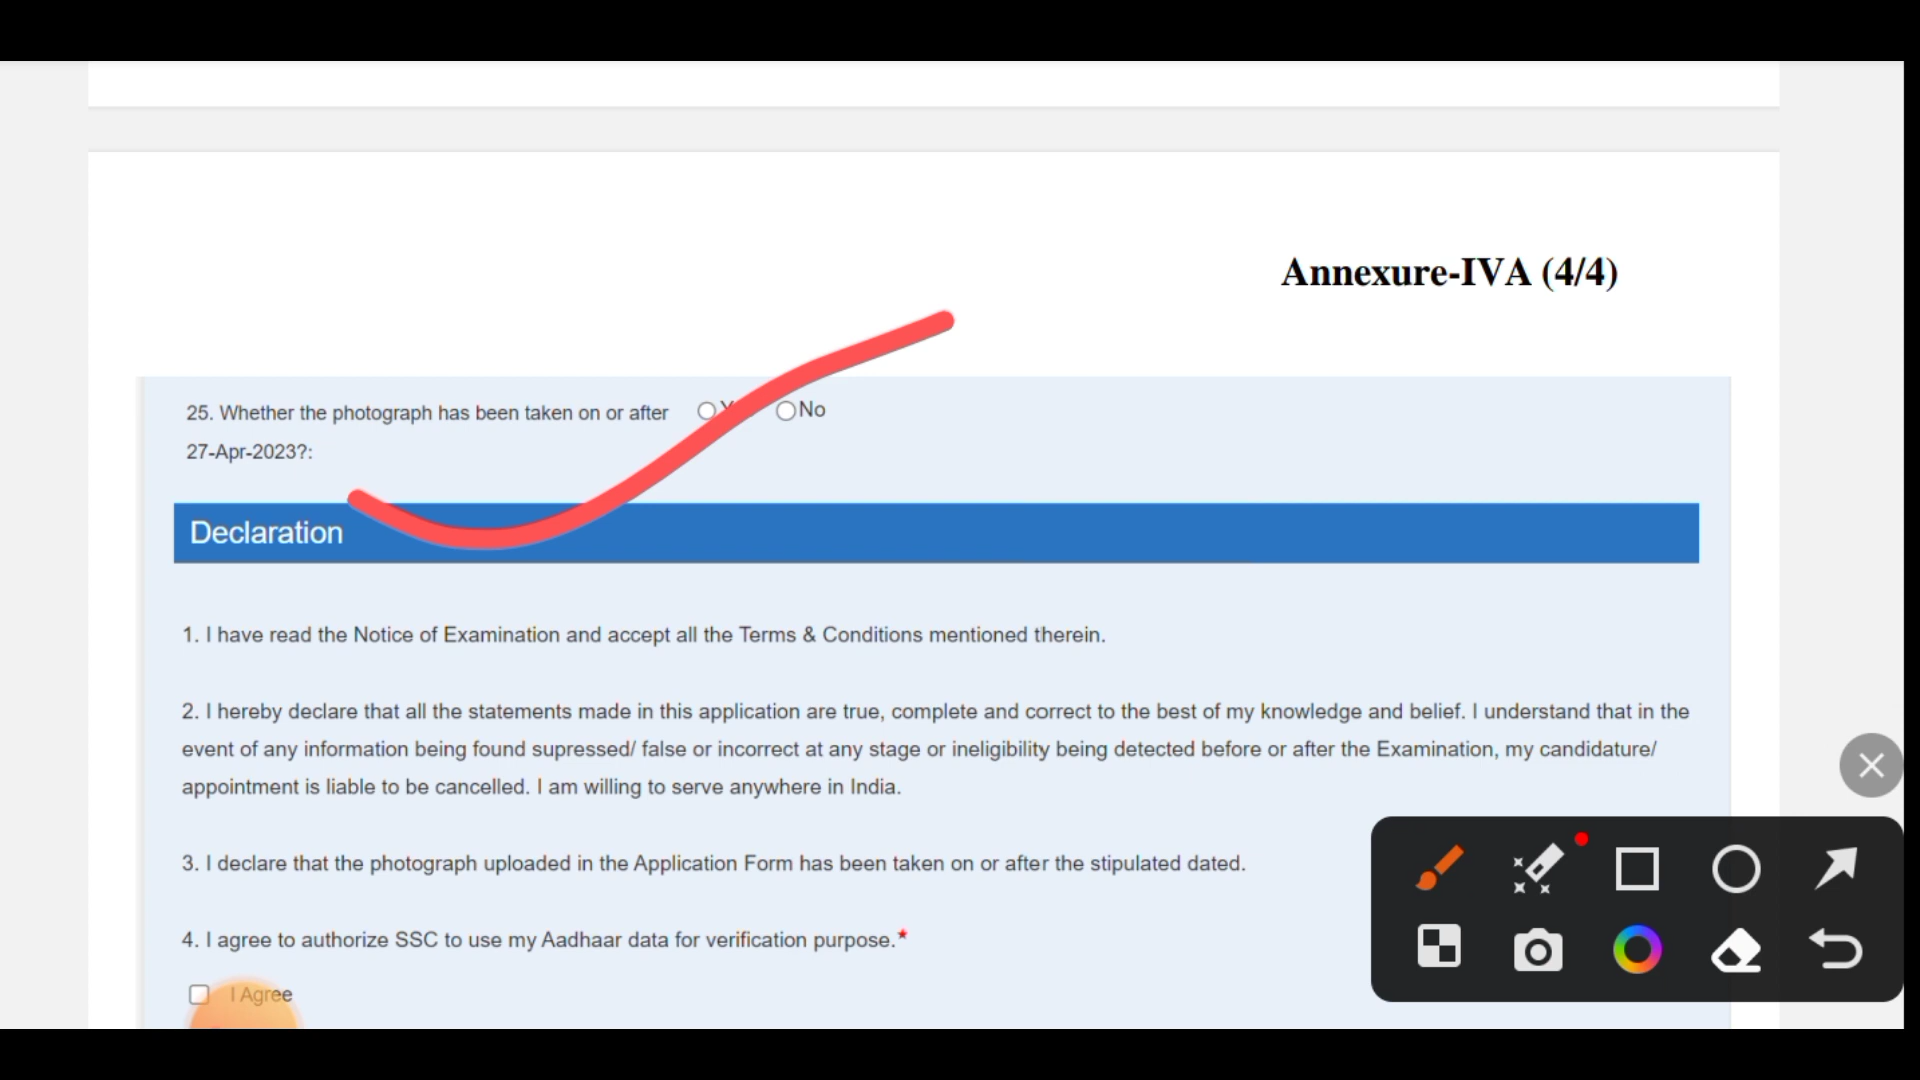 Annexure-IVA (4/4)
25. Whether the photograph has been taken on or after
No
27-Apr-2023?:
Declaration
1. I have read the Notice of Examination and accept all the Terms & Conditions mentioned therein.
2. I hereby declare that all the statements made in this application are true, complete and correct to the best of my knowledge and belief. I understand that in the
event of any information being found supressed/ false or incorrect at any stage or ineligibility being detected before or after the Examination, my candidature/
appointment is liable to be cancelled. I am willing to serve anywhere in India.
3. I declare that the photograph uploaded in the Application Form has been taken on or after the stipulated dated.
4. I agree to authorize SSC to use my Aadhaar data for verification purpose.*
I Agree